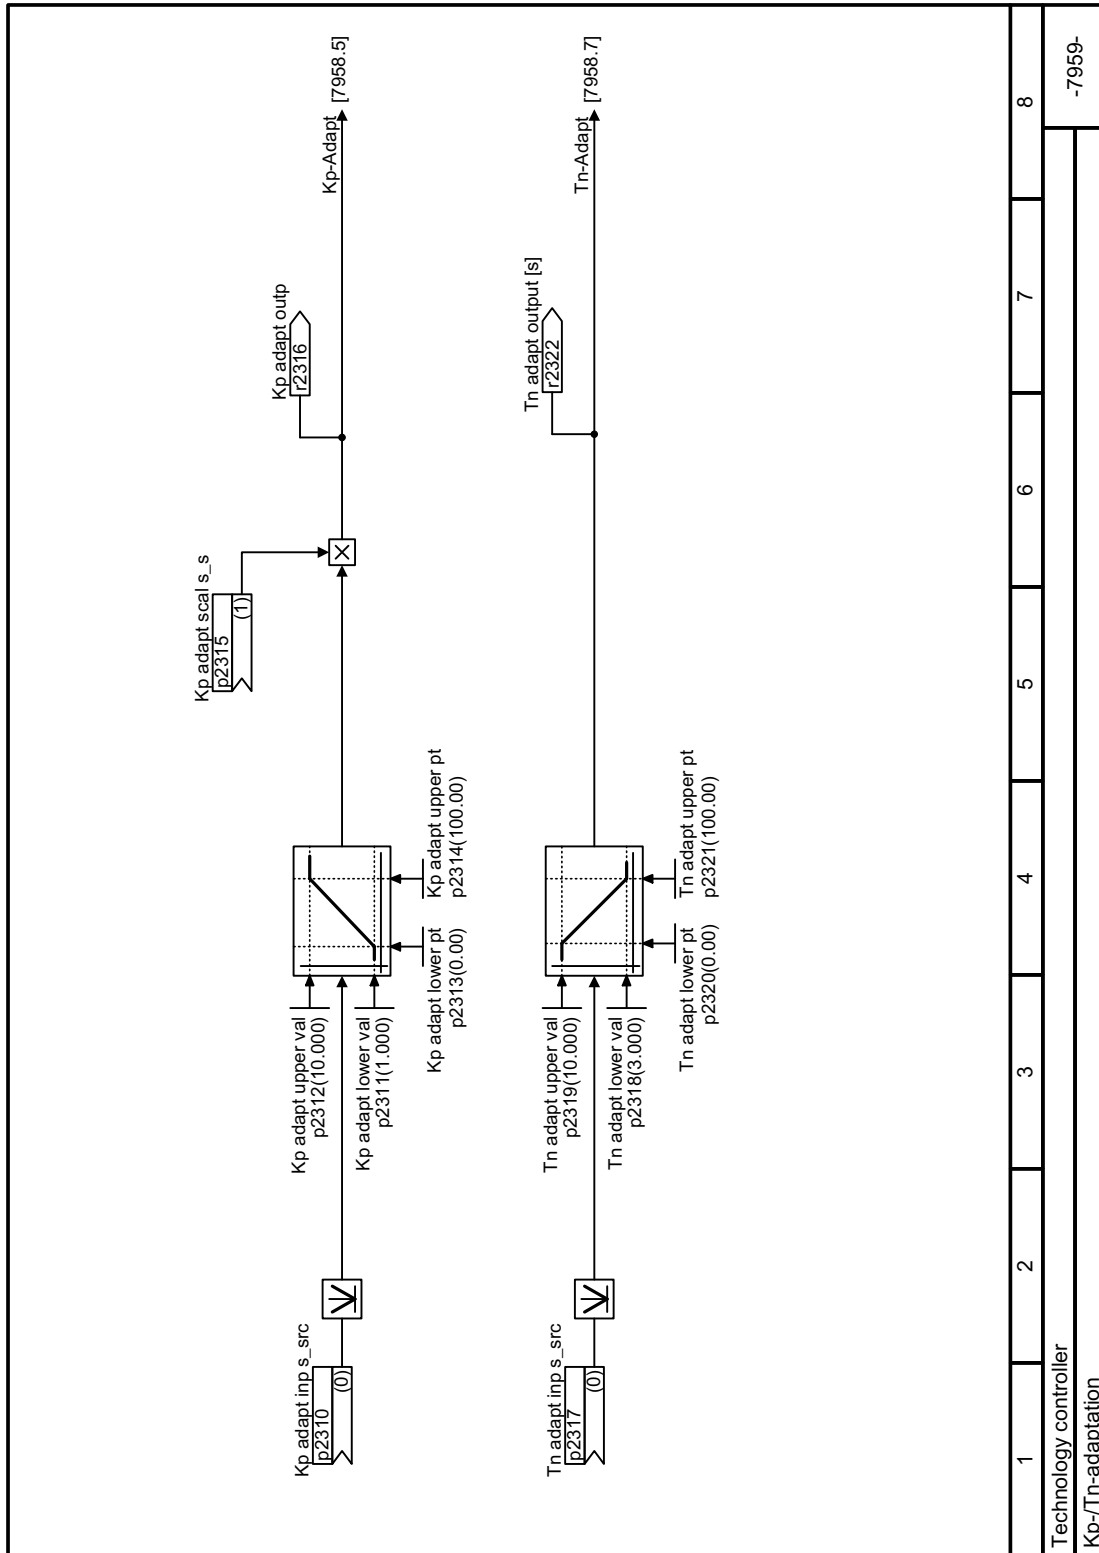 Kp adapt inp s_src
p2310
(0)
Kp adapt upper val
p2312(10.000)
Kp adapt lower val
p2311(1.000)
Kp adapt lower pt
p2313(0.00)
Kp adapt upper pt
p2314(100.00)
Kp adapt scal s_s
p2315
(1)
X
Kp adapt outp
r2316
Kp-Adapt
[7958.5]
Tn adapt inp s_src
p2317
(0)
Tn adapt upper val
p2319(10.000)
Tn adapt lower val
p2318(3.000)
Tn adapt lower pt
p2320(0.00)
Tn adapt upper pt
p2321(100.00)
Tn adapt output [s]
r2322
Tn-Adapt
[7958.7]
1 2 3 4 5 6 7 8
Technology controller
-7959-
Kp-/Tn-adaptation